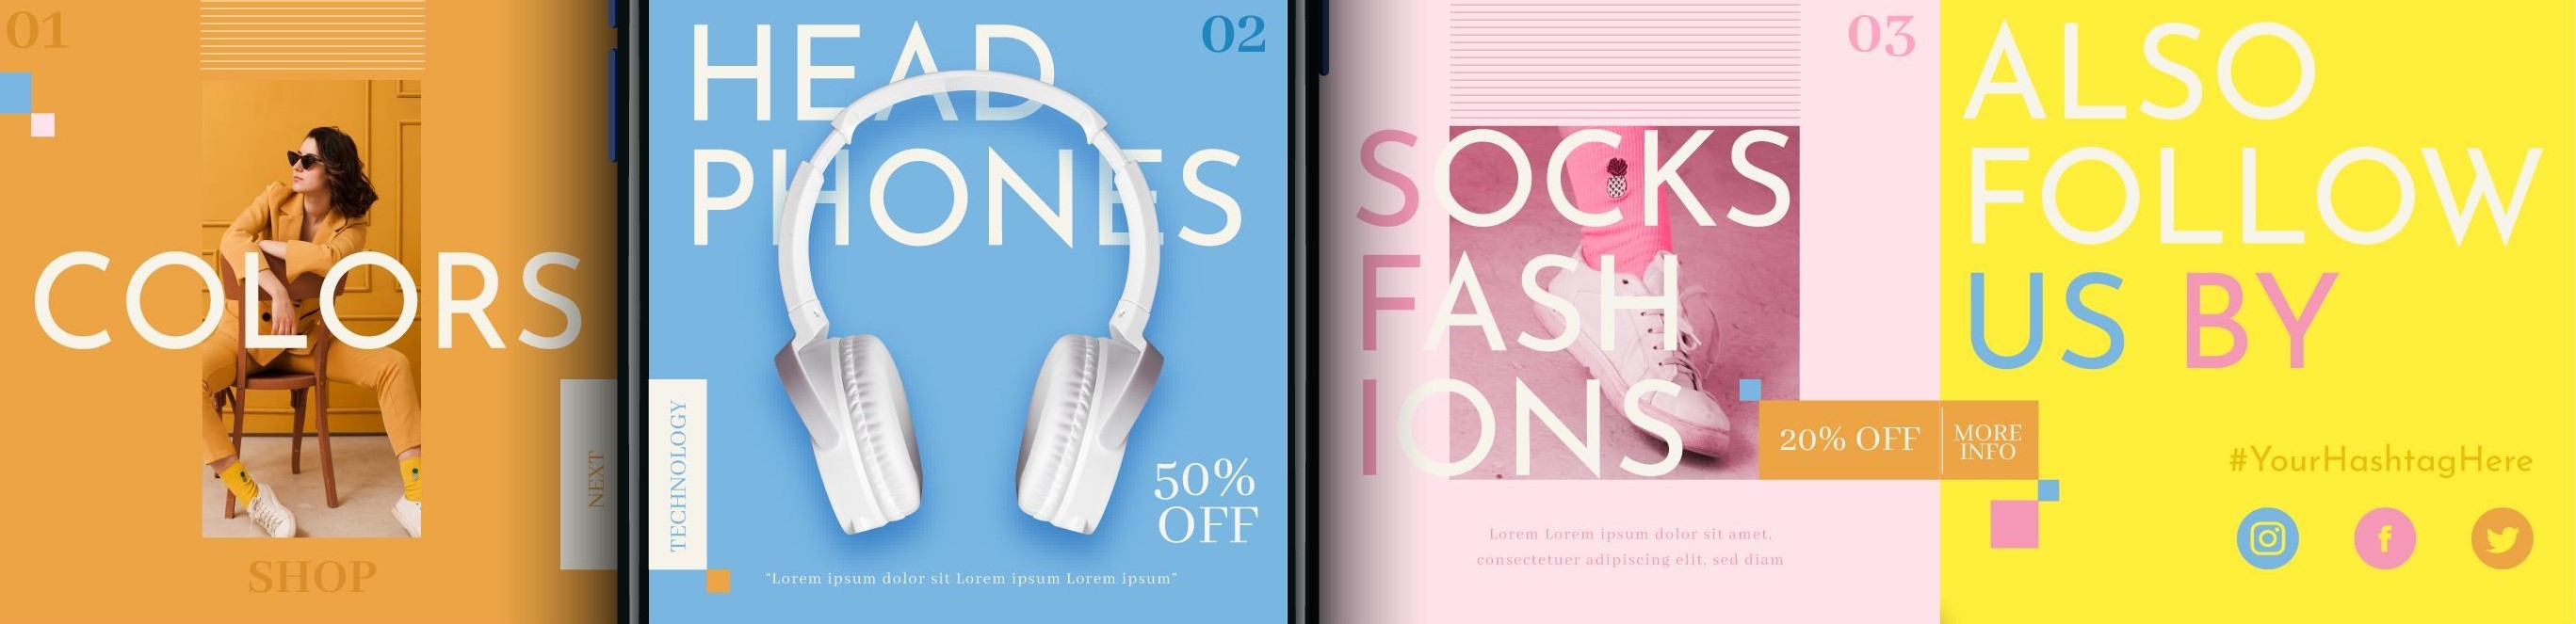 01
COLORS
NEXT
SHOP
HEAD
PHONES
02
TECHNOLOGY
50%
OFF
"Lorem ipsum dolor sit Lorem ipsum Lorem ipsum"
03
SOCKS
FASH
IONS
20% OFF
MORE
INFO
Lorem Lorem ipsum dolor sit amet,
consectetuer adipiscing elit, sed diam
ALSO
FOLLOW
US BY
#YourHashtagHere